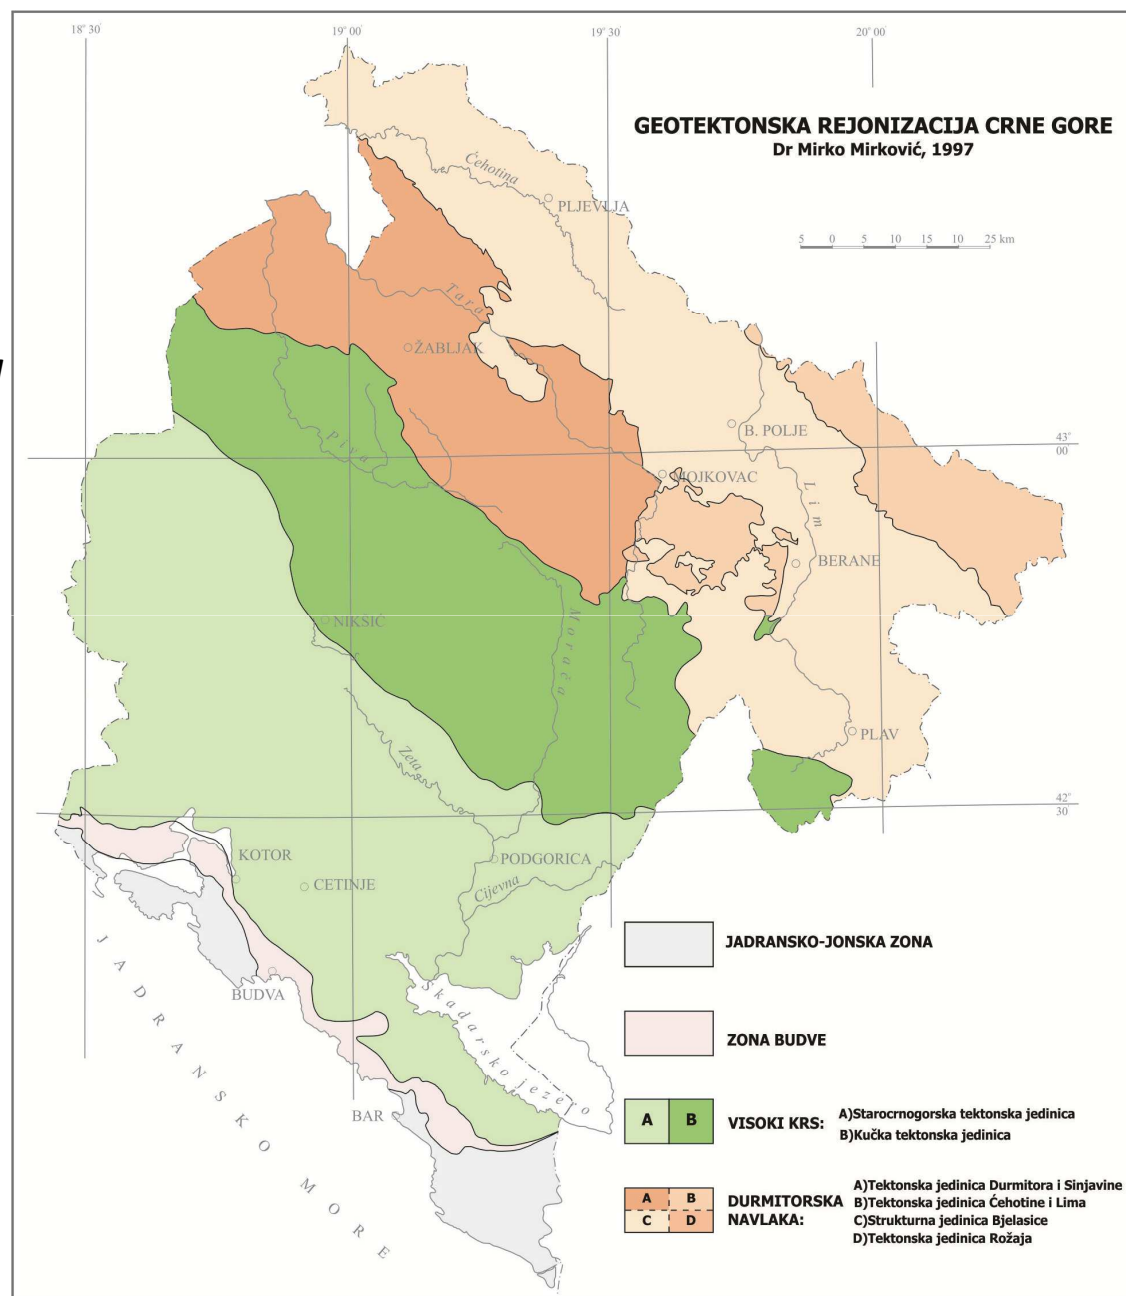 18° 30'
19° 00'
19° 30'
20° 00'
GEOTEKTONSKA REJONIZACIJA CRNE GORE
Dr Mirko Mirković, 1997
Ćehotina
PLJEVLJA
5 0 5 10 15 20 25 km
Tara
ŽABLJAK
B. POLJE
43° 00'
Piva
MOJKOVAC
Lim
BERANE
NIKŠIĆ
Morača
PLAV
Zeta
42° 30'
KOTOR
PODGORICA
CETINJE
Cijevna
JADRANSKO-JONSKA ZONA
BUDVA
Skadarsko jezero
ZONA BUDVE
BAR
JADRANSKO MORE
A B
VISOKI KRS:
A)Starocrnogorska tektonska jedinica
B)Kučka tektonska jedinica
A B
C D
DURMITORSKA
NAVLAKA:
A)Tektonska jedinica Durmitora i Sinjavine
B)Tektonska jedinica Ćehotine i Lima
C)Strukturna jedinica Bjelasice
D)Tektonska jedinica Rožaja